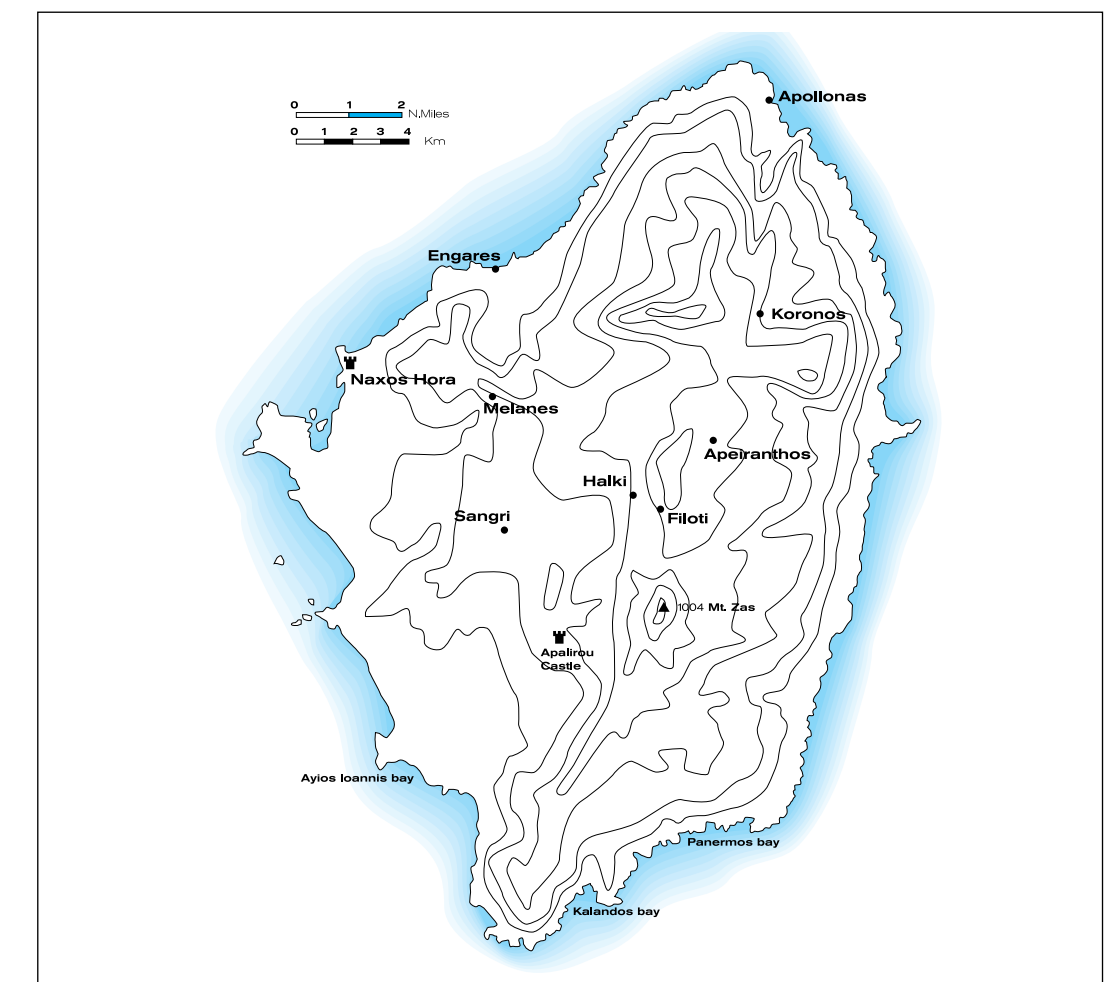 Apollonas
0 1 2
N.Miles
0 1 2 3 4
Km
Engares
Koronos
Naxos Hora
Melanes
Apeiranthos
Halki
Filoti
Sangri
1004 Mt. Zas
Apalirou
Castle
Ayios Ioannis bay
Panermos bay
Kalandos bay